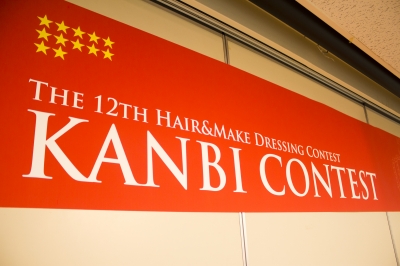 THE 12TH HAIR&MAKE DRESSING CONTEST
KANBI CONTEST